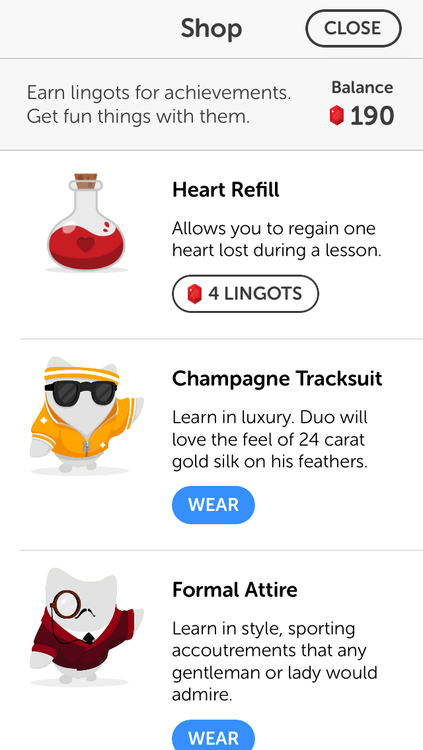 Shop
CLOSE
Earn lingots for achievements.
Get fun things with them.
Balance
190
Heart Refill
Allows you to regain one
heart lost during a lesson.
4 LINGOTS
Champagne Tracksuit
Learn in luxury. Duo will
love the feel of 24 carat
gold silk on his feathers.
WEAR
Formal Attire
Learn in style, sporting
accoutrements that any
gentleman or lady would
admire.
WEAR